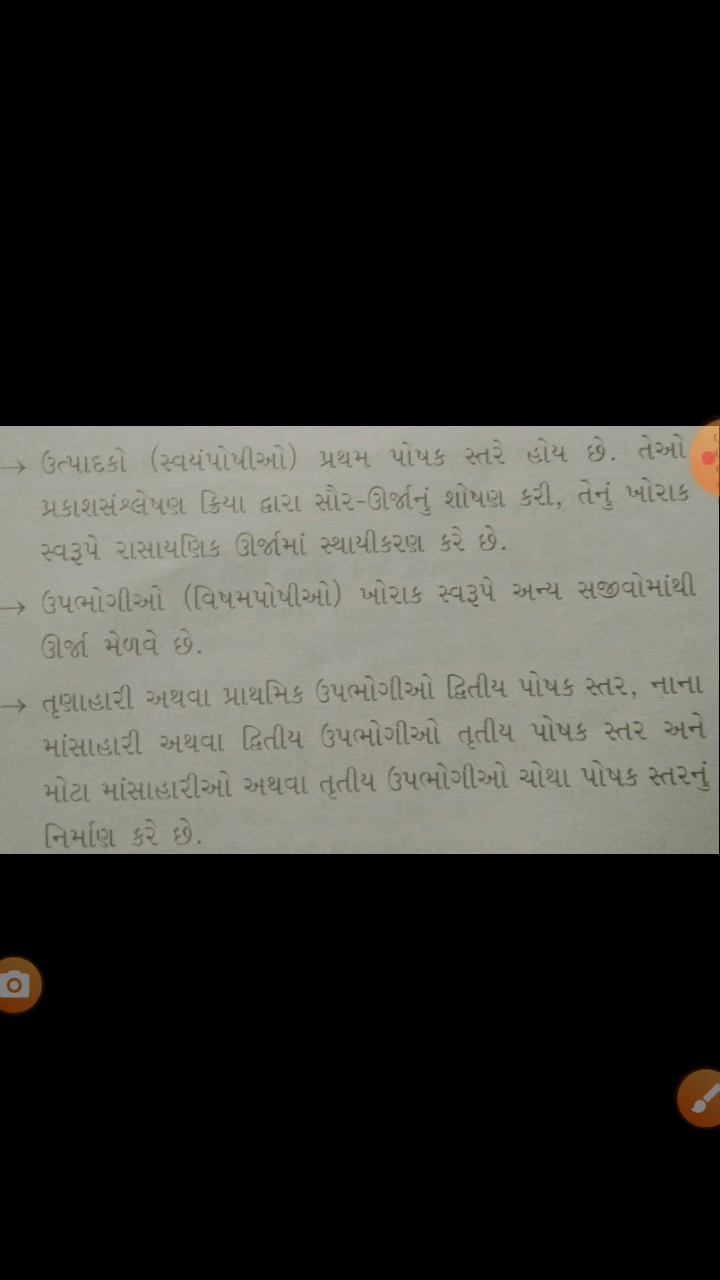 → ઉત્પાદકો (સ્વયંપોષીઓ) પ્રથમ પોષક સ્તરે હોય છે. તેઓ
પ્રકાશસંશ્લેષણ ક્રિયા દ્વારા સૌર-ઊર્જાનું શોષણ કરી, તેનું ખોરાક
સ્વરૂપે રાસાયણિક ઊર્જામાં સ્થાયીકરણ કરે છે.
→ ઉપભોગીઓ (વિષમપોષીઓ) ખોરાક સ્વરૂપે અન્ય સજીવોમાંથી
ઊર્જા મેળવે છે.
→ તૃણાહારી અથવા પ્રાથમિક ઉપભોગીઓ દ્વિતીય પોષક સ્તર, નાના
માંસાહારી અથવા દ્વિતીય ઉપભોગીઓ તૃતીય પોષક સ્તર અને
મોટા માંસાહારીઓ અથવા તૃતીય ઉપભોગીઓ ચોથા પોષક સ્તરનું
નિર્માણ કરે છે.